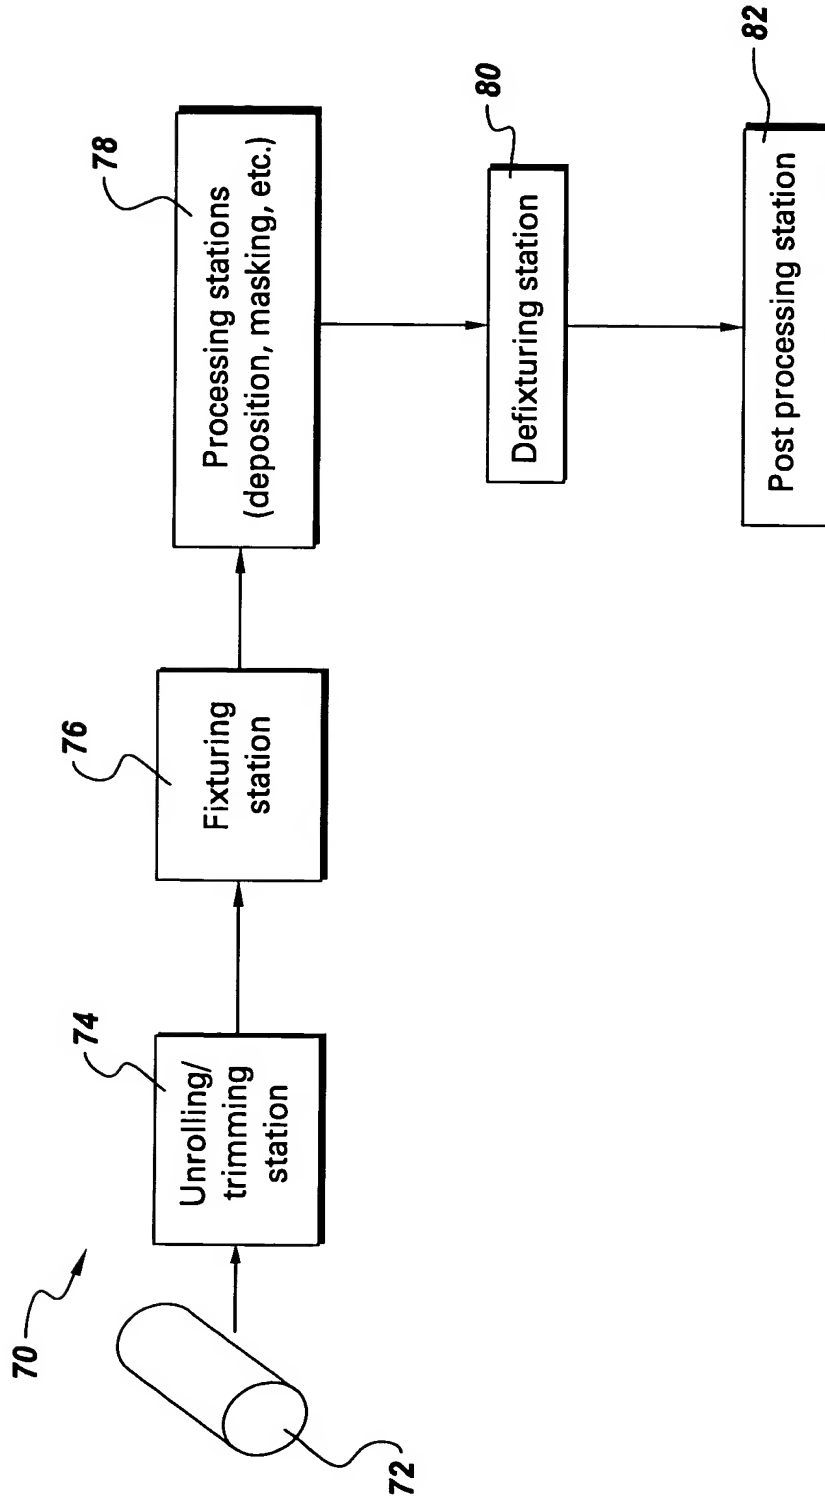 70
72
74
Unrolling/
trimming
station
76
Fixturing
station
78
Processing stations
(deposition, masking, etc.)
80
Defixturing station
82
Post processing station